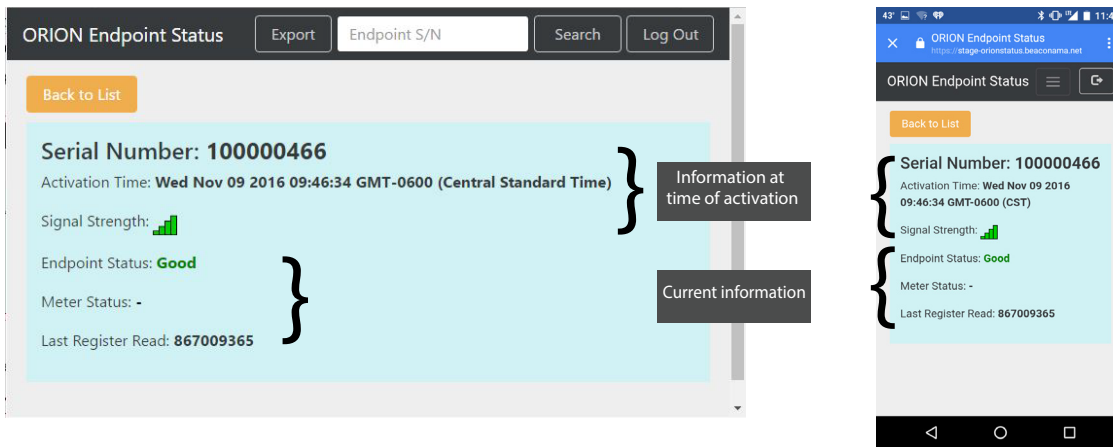 ORION Endpoint Status Export Endpoint S/N Search Log Out
Back to List
Serial Number: 100000466
Activation Time: Wed Nov 09 2016 09:46:34 GMT-0600 (Central Standard Time)
Signal Strength:
Endpoint Status: Good
Meter Status: -
Last Register Read: 867009365
Information at
time of activation
Current information
43°
ORION Endpoint Status
https://stage-orionstatus.beaconama.net
ORION Endpoint Status
Back to List
Serial Number: 100000466
Activation Time: Wed Nov 09 2016
09:46:34 GMT-0600 (CST)
Signal Strength:
Endpoint Status: Good
Meter Status: -
Last Register Read: 867009365